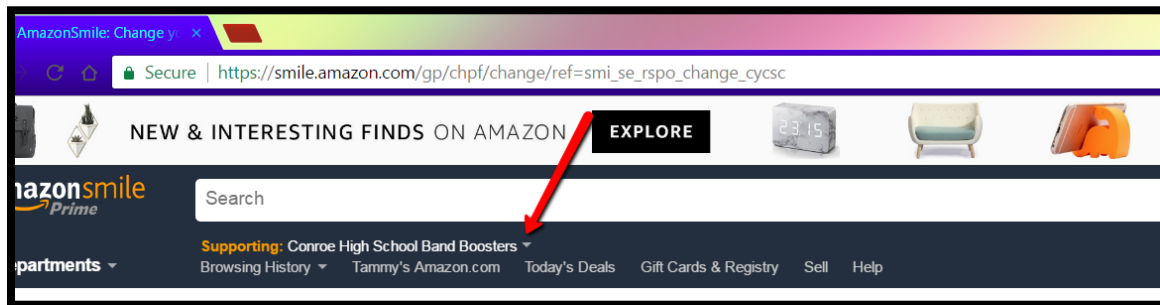 AmazonSmile: Change yo
Secure | https://smile.amazon.com/gp/chpf/change/ref=smi_se_rspo_change_cycsc
NEW & INTERESTING FINDS ON AMAZON EXPLORE
23:15
mazonsmile
Prime
Search
Supporting: Conroe High School Band Boosters
epartments
Browsing History Tammy's Amazon.com Today's Deals Gift Cards & Registry Sell Help